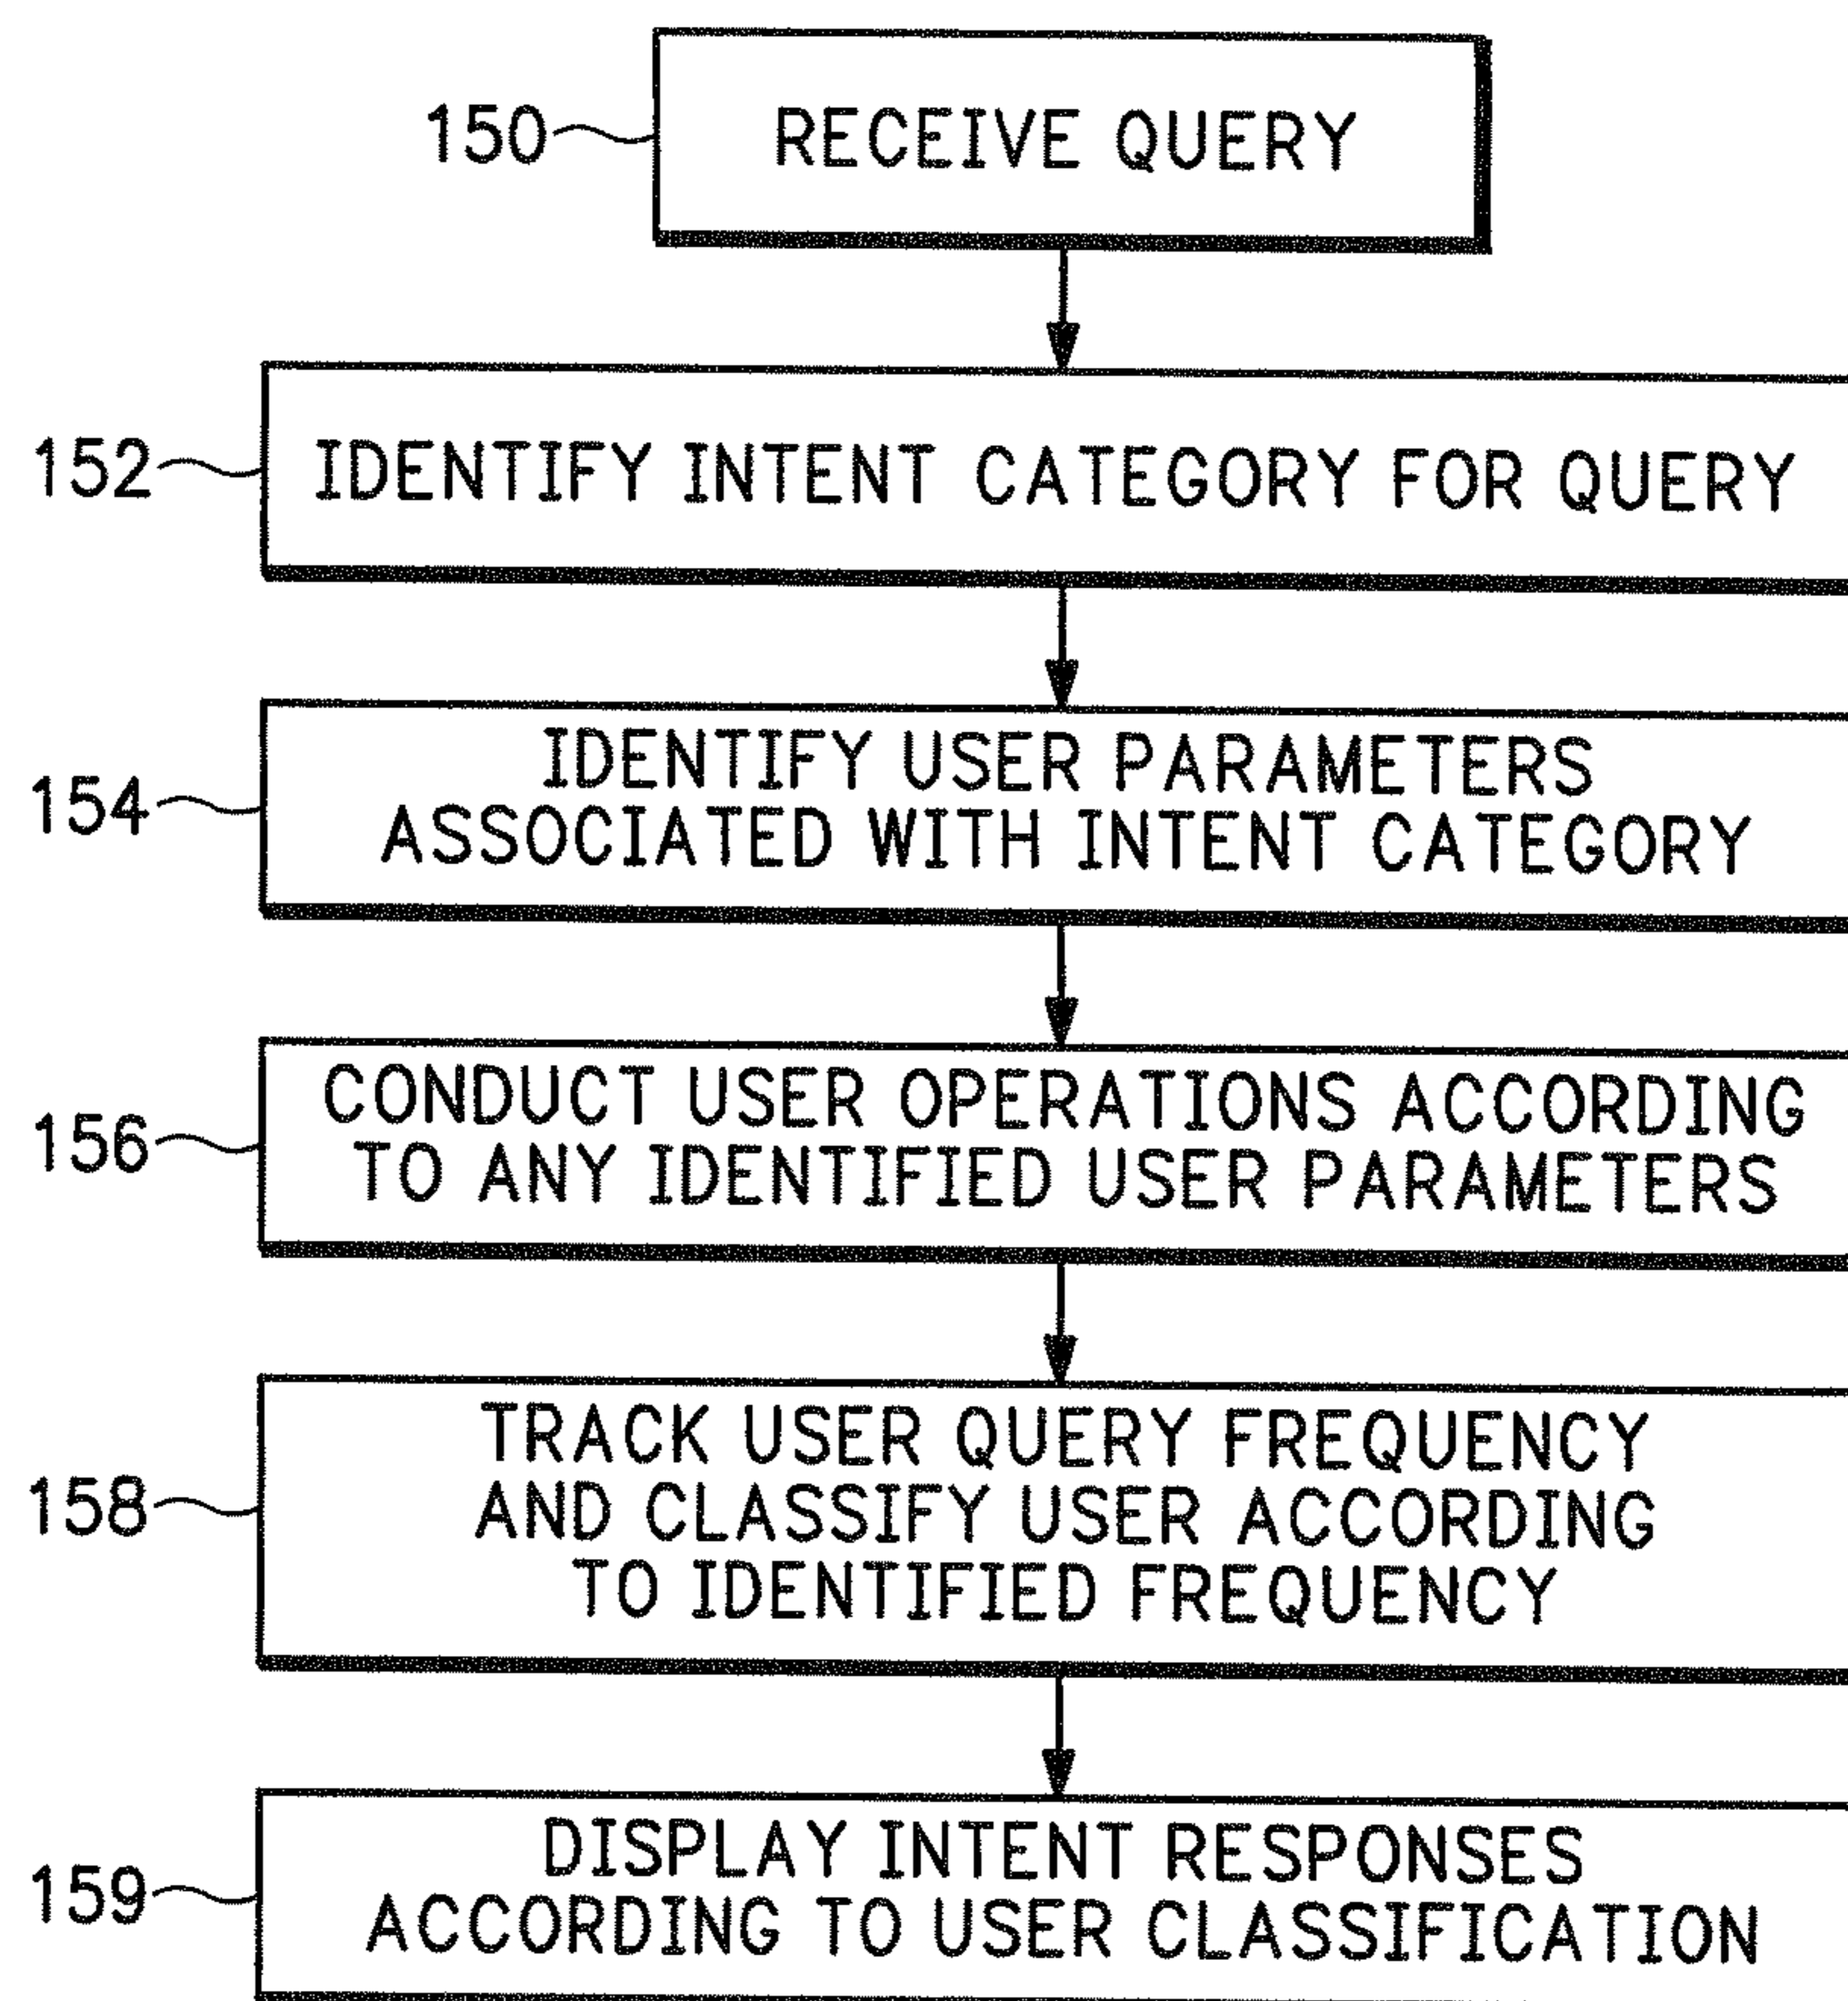 150
RECEIVE QUERY
152
IDENTIFY INTENT CATEGORY FOR QUERY
154
IDENTIFY USER PARAMETERS
ASSOCIATED WITH INTENT CATEGORY
156
CONDUCT USER OPERATIONS ACCORDING
TO ANY IDENTIFIED USER PARAMETERS
158
TRACK USER QUERY FREQUENCY
AND CLASSIFY USER ACCORDING
TO IDENTIFIED FREQUENCY
159
DISPLAY INTENT RESPONSES
ACCORDING TO USER CLASSIFICATION